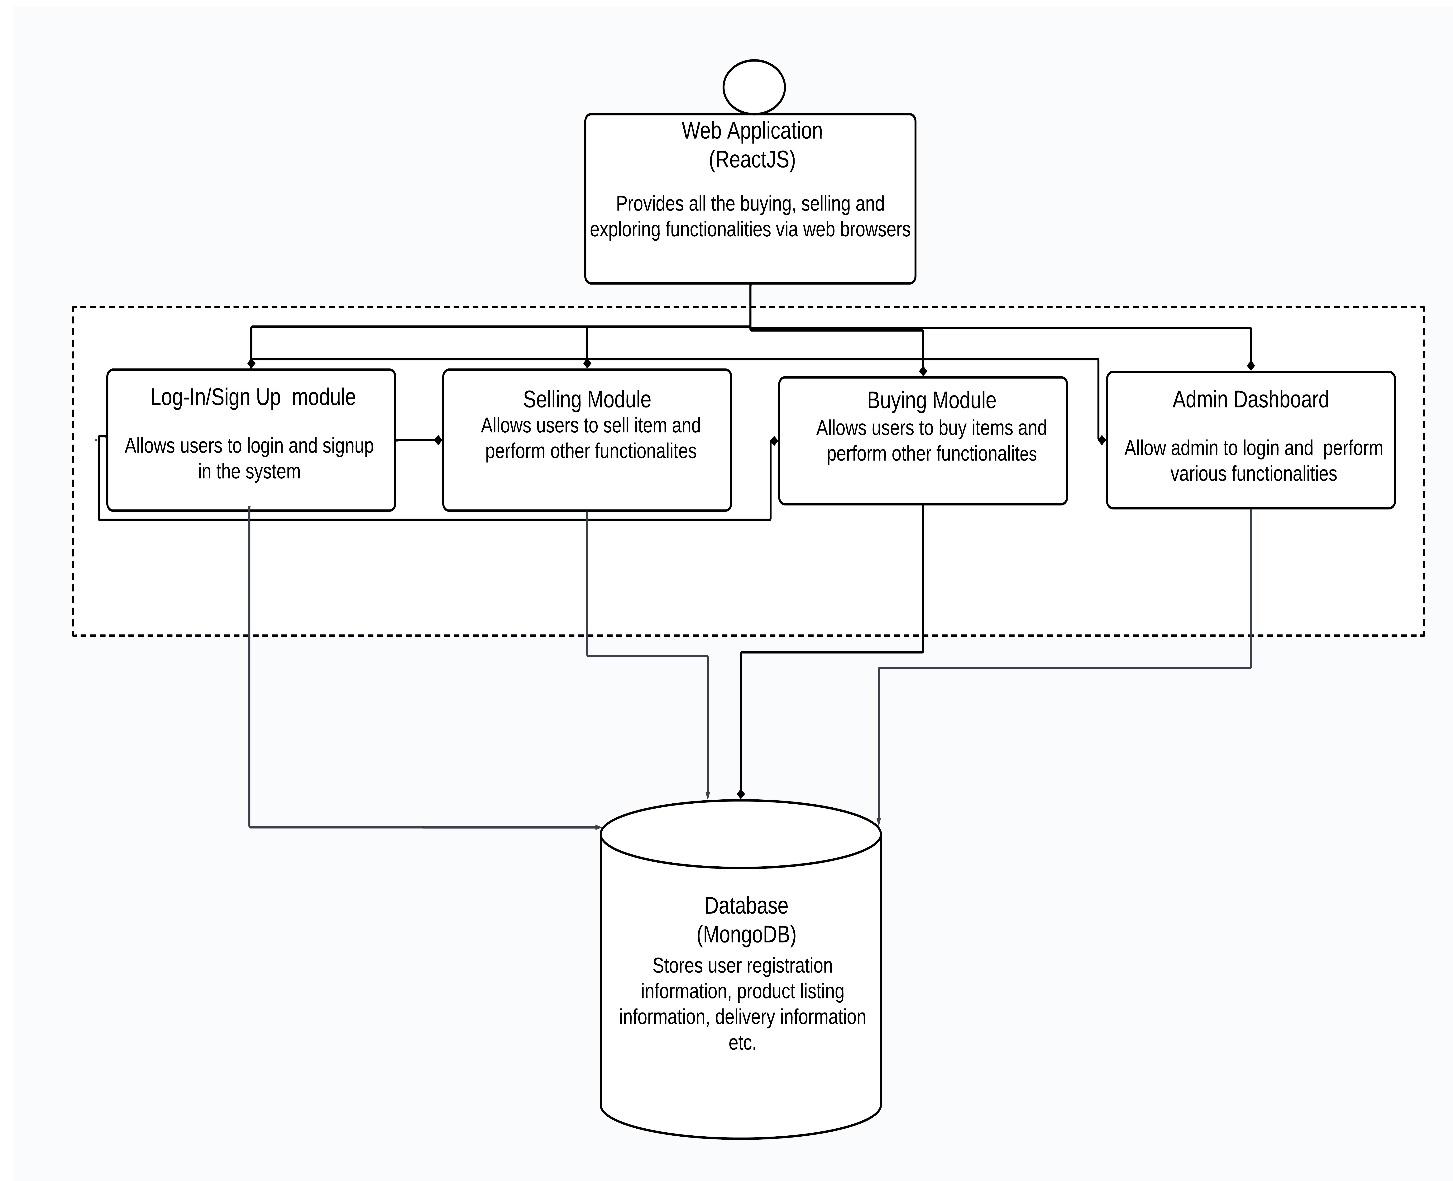 Web Application
(ReactJS)
Provides all the buying, selling and
exploring functionalities via web browsers
Log-In/Sign Up  module
Allows users to login and signup
in the system
Selling Module
Allows users to sell item and
perform other functionalites
Buying Module
Allows users to buy items and
perform other functionalites
Admin Dashboard
Allow admin to login and  perform
various functionalities
Database
(MongoDB)
Stores user registration
information, product listing
information, delivery information
etc.